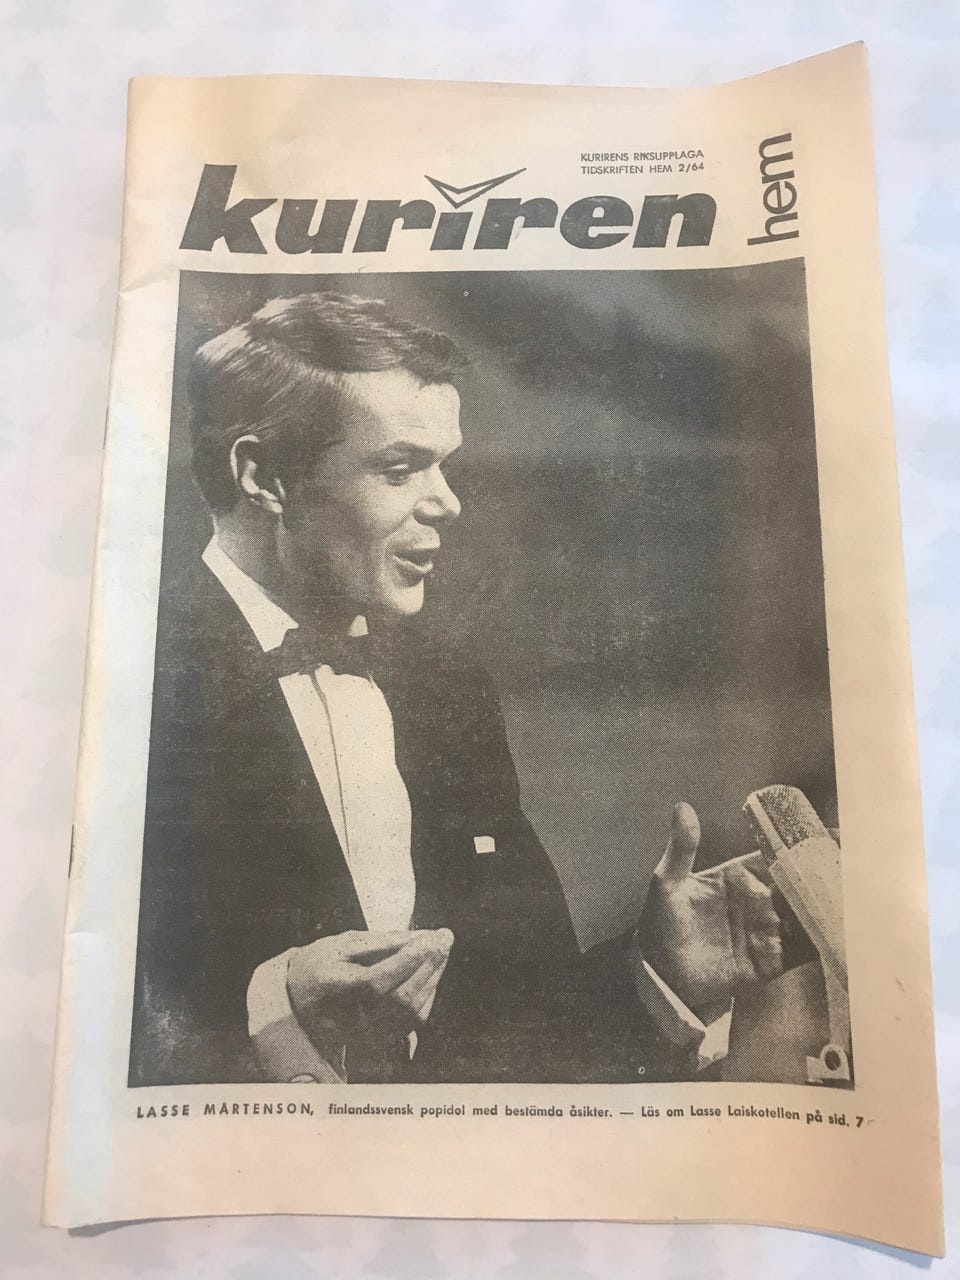 KURIRENS RIKSUPPLAGA
TIDSKRIFTEN HEM 2/64
kuriren
hem
LASSE MÅRTENSON, finlandssvensk popidol med bestämda åsikter. — Läs om Lasse Laiskotellen på sid. 7